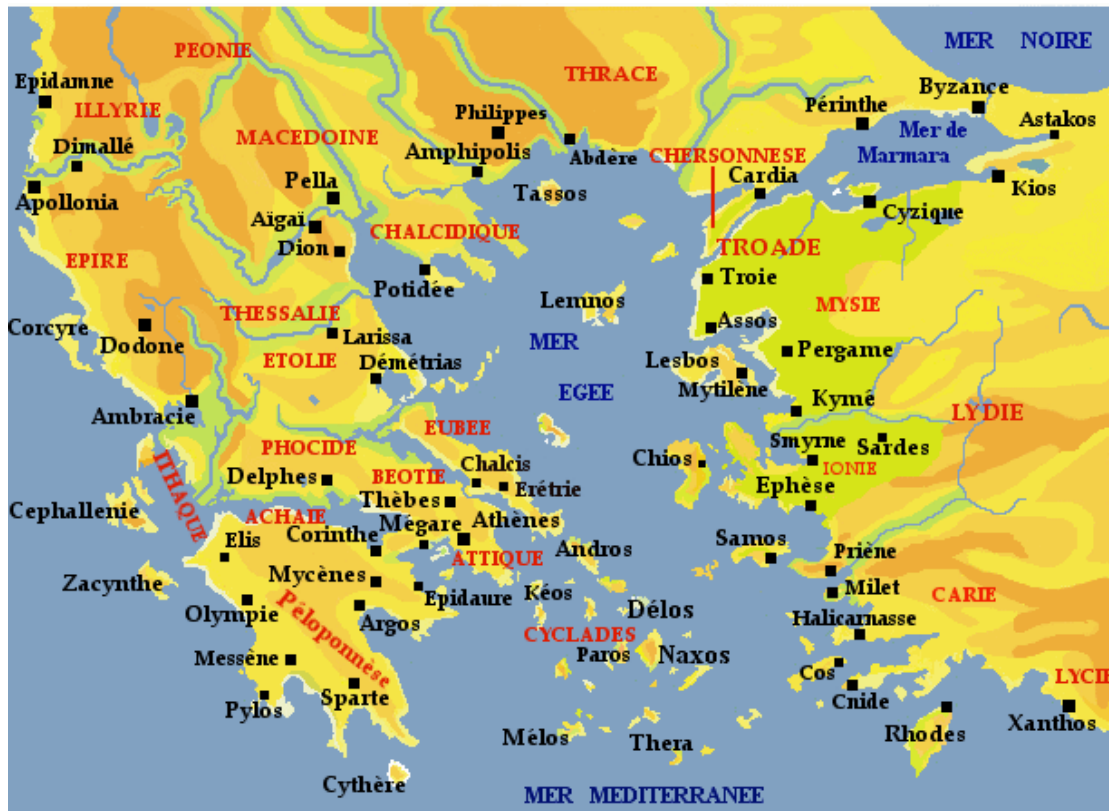 MER NOIRE
PEONIE
THRACE
Epidamne
Byzance
ILLYRIE
Philippes
Périnthe
Astakos
MACEDOINE
Mer de
Marmara
Dimallé
Amphipolis
Abdère
CHERSONNESE
Cardia
Kios
Apollonia
Pella
Tassos
Cyzique
Aïgaï
CHALCIDIQUE
Dion
TROADE
EPIRE
Potidée
Troie
Lemnos
MYSIE
THESSALIE
Corcyre
Dodone
Larissa
Assos
MER
EGEE
ETOLIE
Démétrias
Lesbos
Pergame
Mytilène
Ambracie
Kymé
LYDIE
EUBEE
PHOCIDE
Smyrne
Sardes
Chios
IONIE
BEOTIE
Chalcis
Delphes
Erétrie
Ephèse
ITHAQUE
Thèbes
Cephallenie
ACHAIE
Mégare
Athènes
Corinthe
Elis
ATTIQUE
Andros
Samos
Priène
Zacynthe
Mycènes
Epidaure
Kéos
Milet
CARIE
Olympie
Argos
Délos
Halicarnasse
Péloponnèse
CYCLADES
Messène
Paros
Naxos
Cos
LYCIE
Pylos
Sparte
Cnide
Rhodes
Xanthos
Mélos
Thera
Cythère
MER MEDITERRANEE